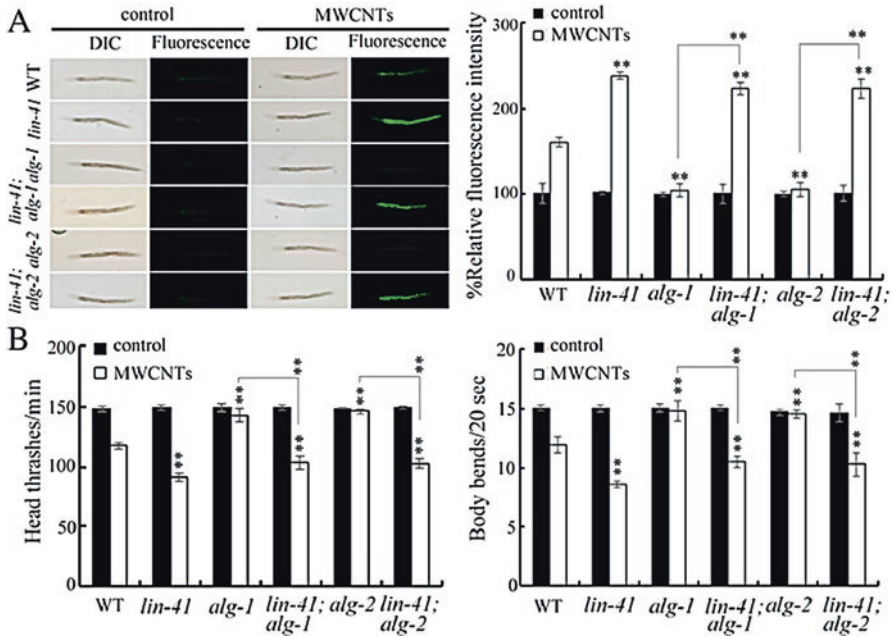 A
control MWCNTs
DIC Fluorescence DIC Fluorescence
WT
lin-41
alg-1
lin-41;
alg-1
alg-2
lin-41;
alg-2
%Relative fluorescence intensity
300
200
100
0
control
MWCNTs
**
**
**
**
**
**
**
**
WT lin-41 alg-1 lin-41; alg-2 lin-41;
alg-1 alg-2
B
Head thrashes/min
200
150
100
50
0
control
MWCNTs
**
**
**
**
**
**
**
WT lin-41 alg-1 lin-41; alg-2 lin-41;
alg-1 alg-2
Body bends/20 sec
20
15
10
5
0
control
MWCNTs
**
**
**
**
**
**
**
WT lin-41 alg-1 lin-41; alg-2 lin-41;
alg-1 alg-2